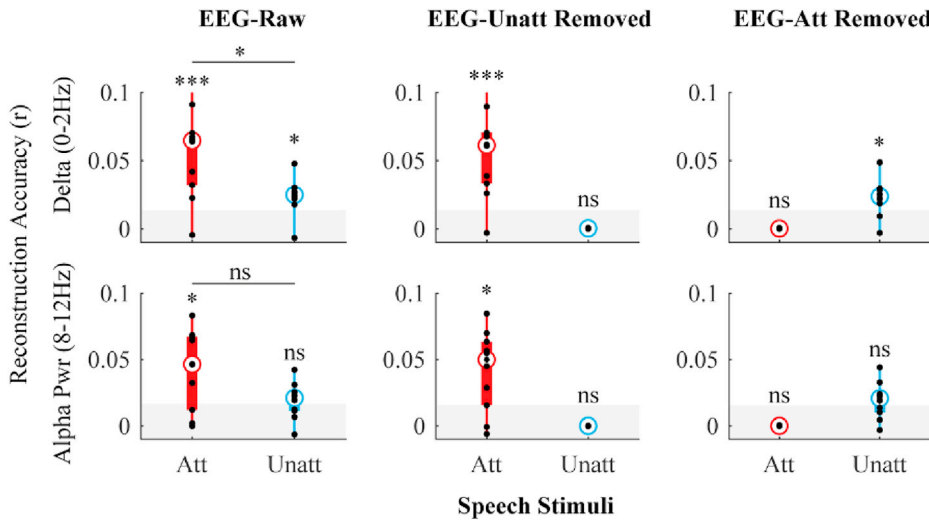 EEG-Raw
EEG-Unatt Removed
EEG-Att Removed
Reconstruction Accuracy (r)
Delta (0-2Hz)
*
***
*
0.1
0.05
0
***
ns
0.1
0.05
0
ns
*
0.1
0.05
0
Alpha Pwr (8-12Hz)
ns
*
ns
0.1
0.05
0
Att
Unatt
*
ns
0.1
0.05
0
Att
Unatt
ns
ns
0.1
0.05
0
Att
Unatt
Speech Stimuli